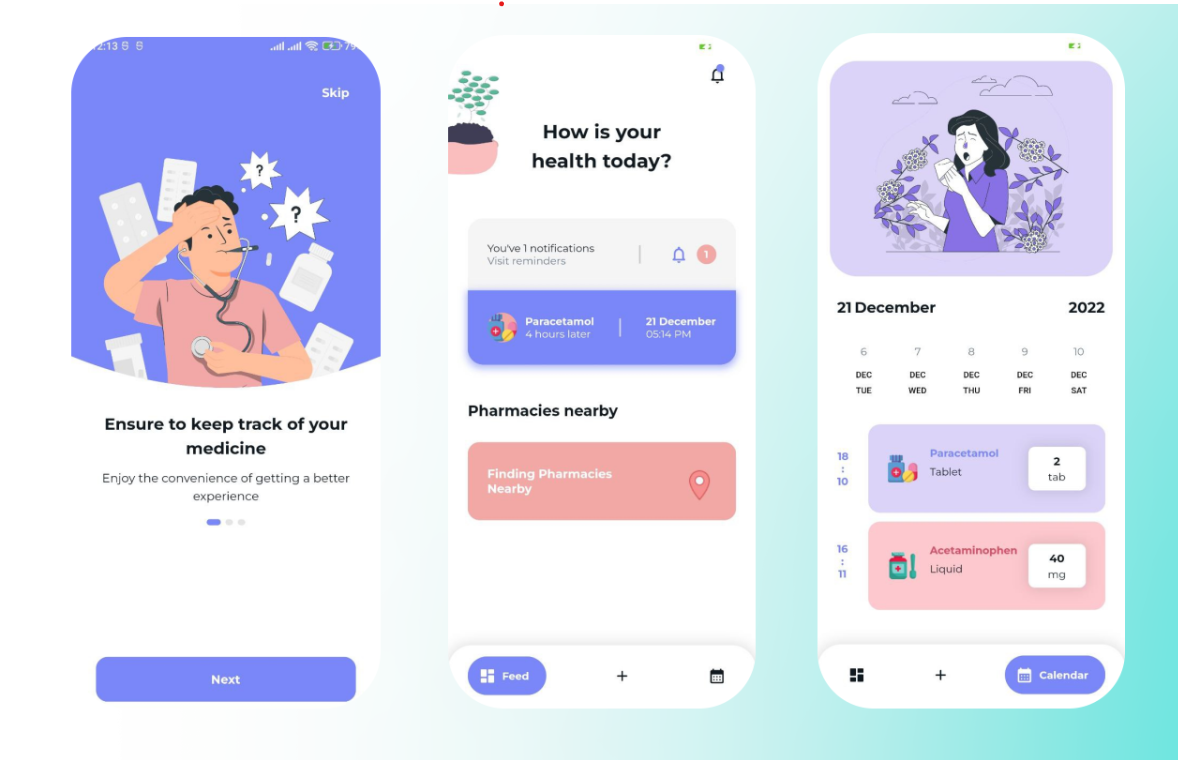 12:13
79
Skip
?
?
Ensure to keep track of your
medicine
Enjoy the convenience of getting a better
experience
Next
How is your
health today?
You've 1 notifications
Visit reminders
1
Paracetamol
4 hours later
21 December
05:14 PM
Pharmacies nearby
Finding Pharmacies
Nearby
Feed
+
21 December 2022
6 7 8 9 10
DEC DEC DEC DEC DEC
TUE WED THU FRI SAT
18
:
10
Paracetamol
Tablet
2
tab
16
:
11
Acetaminophen
Liquid
40
mg
+
Calendar